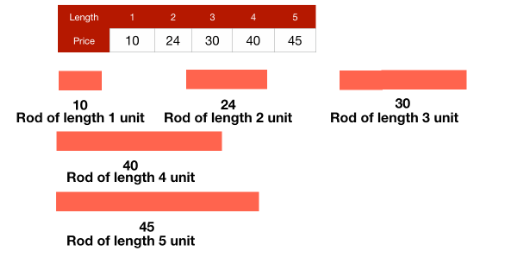 Length 1 2 3 4 5
Price 10 24 30 40 45
10 24 30
Rod of length 1 unit Rod of length 2 unit Rod of length 3 unit
40
Rod of length 4 unit
45
Rod of length 5 unit